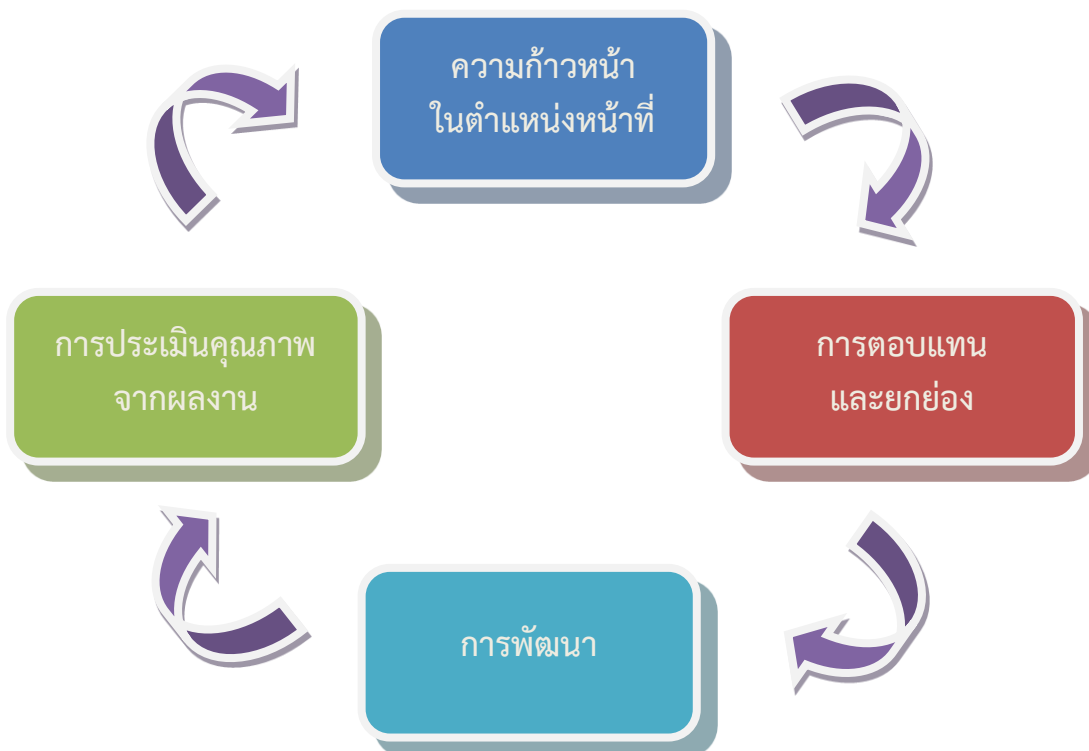 ความก้าวหน้า
ในตำแหน่งหน้าที่
การประเมินคุณภาพ
จากผลงาน
การตอบแทน
และยกย่อง
การพัฒนา